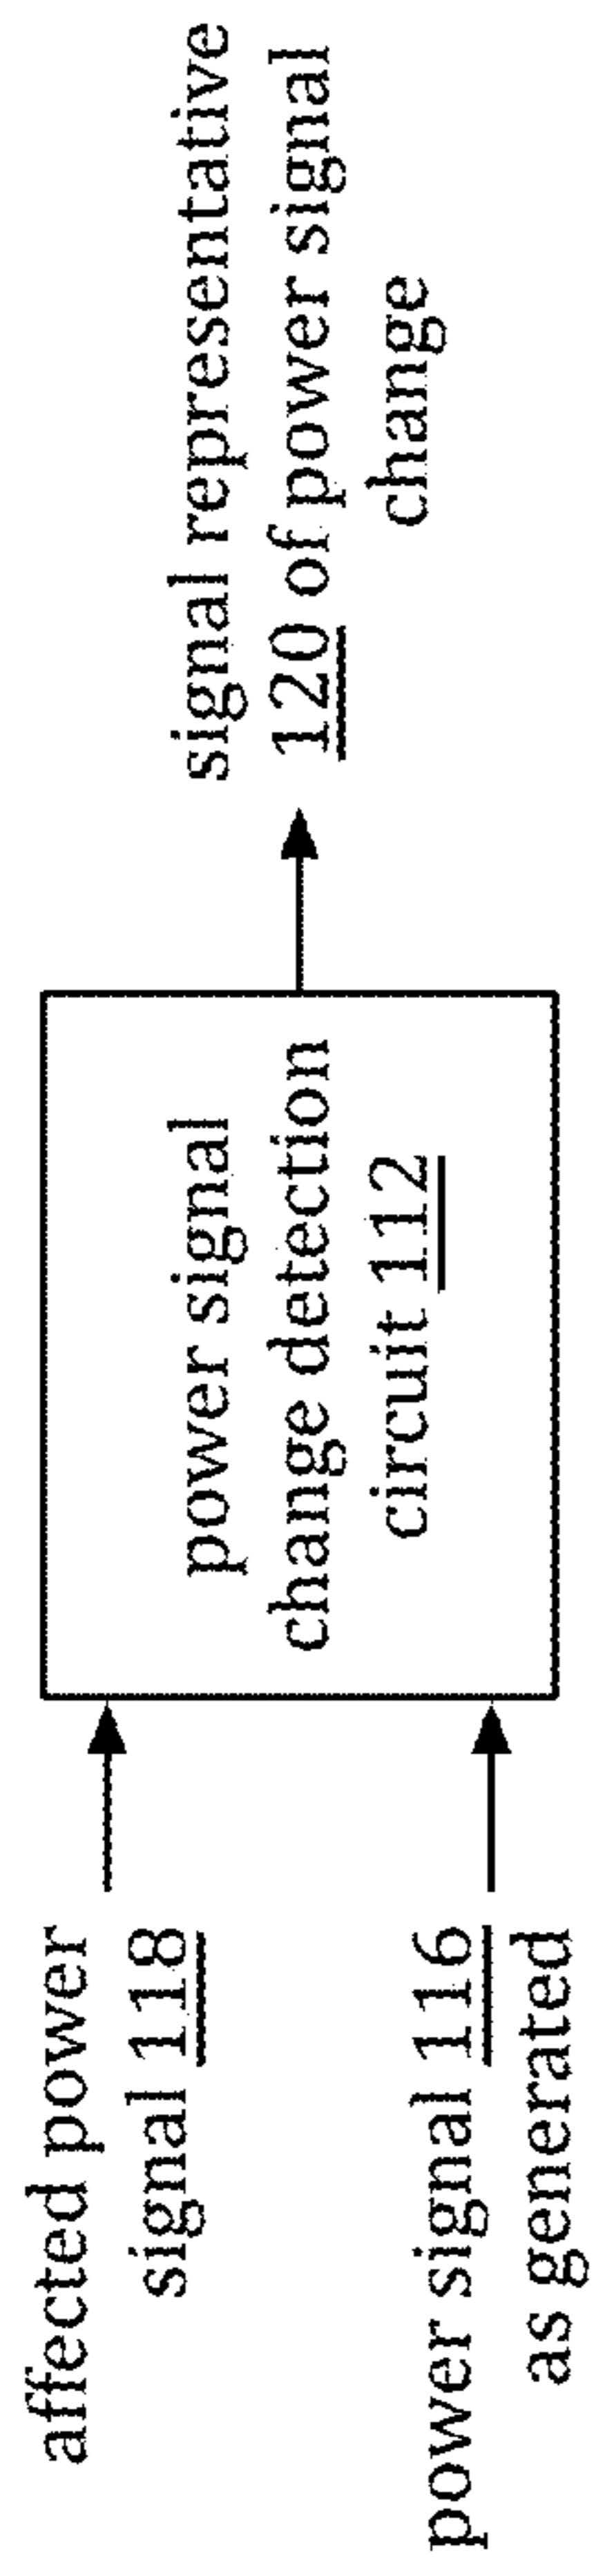 affected power
signal 118
power signal 116
as generated
power signal
change detection
circuit 112
signal representative
120 of power signal
change